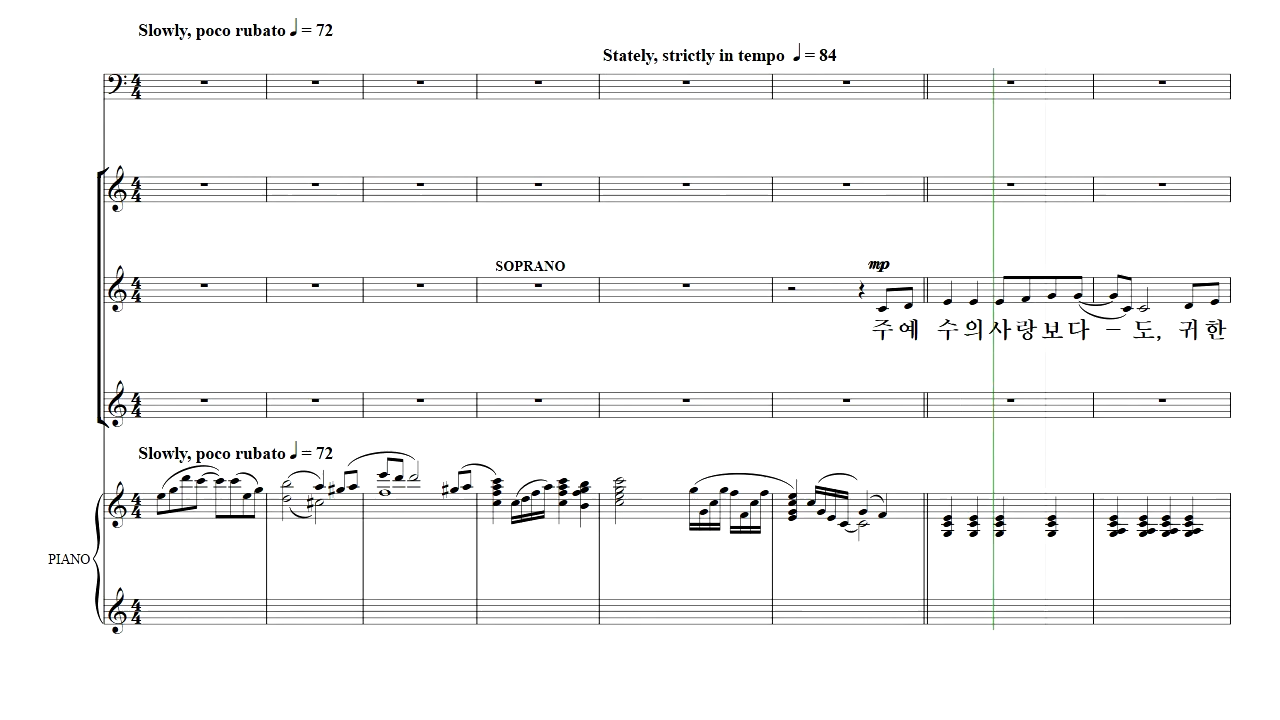 Slowly, poco rubato ♩ = 72
Stately, strictly in tempo ♩ = 84
SOPRANO
mp
주예 수의사랑보다 – 도, 귀한
Slowly, poco rubato ♩ = 72
PIANO